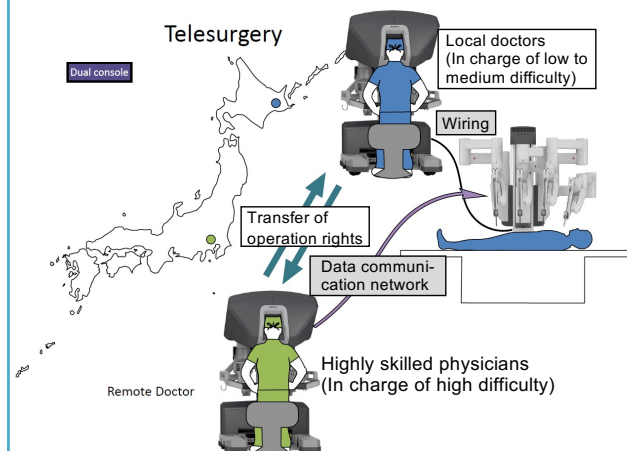 Telesurgery
Dual console
Local doctors
(In charge of low to
medium difficulty)
Wiring
Transfer of
operation rights
Data communi-
cation network
Highly skilled physicians
(In charge of high difficulty)
Remote Doctor